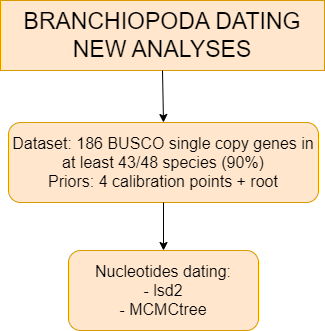 BRANCHIOPODA DATING
NEW ANALYSES
Dataset: 186 BUSCO single copy genes in
at least 43/48 species (90%)
Priors: 4 calibration points + root
Nucleotides dating:
- lsd2
- MCMCtree